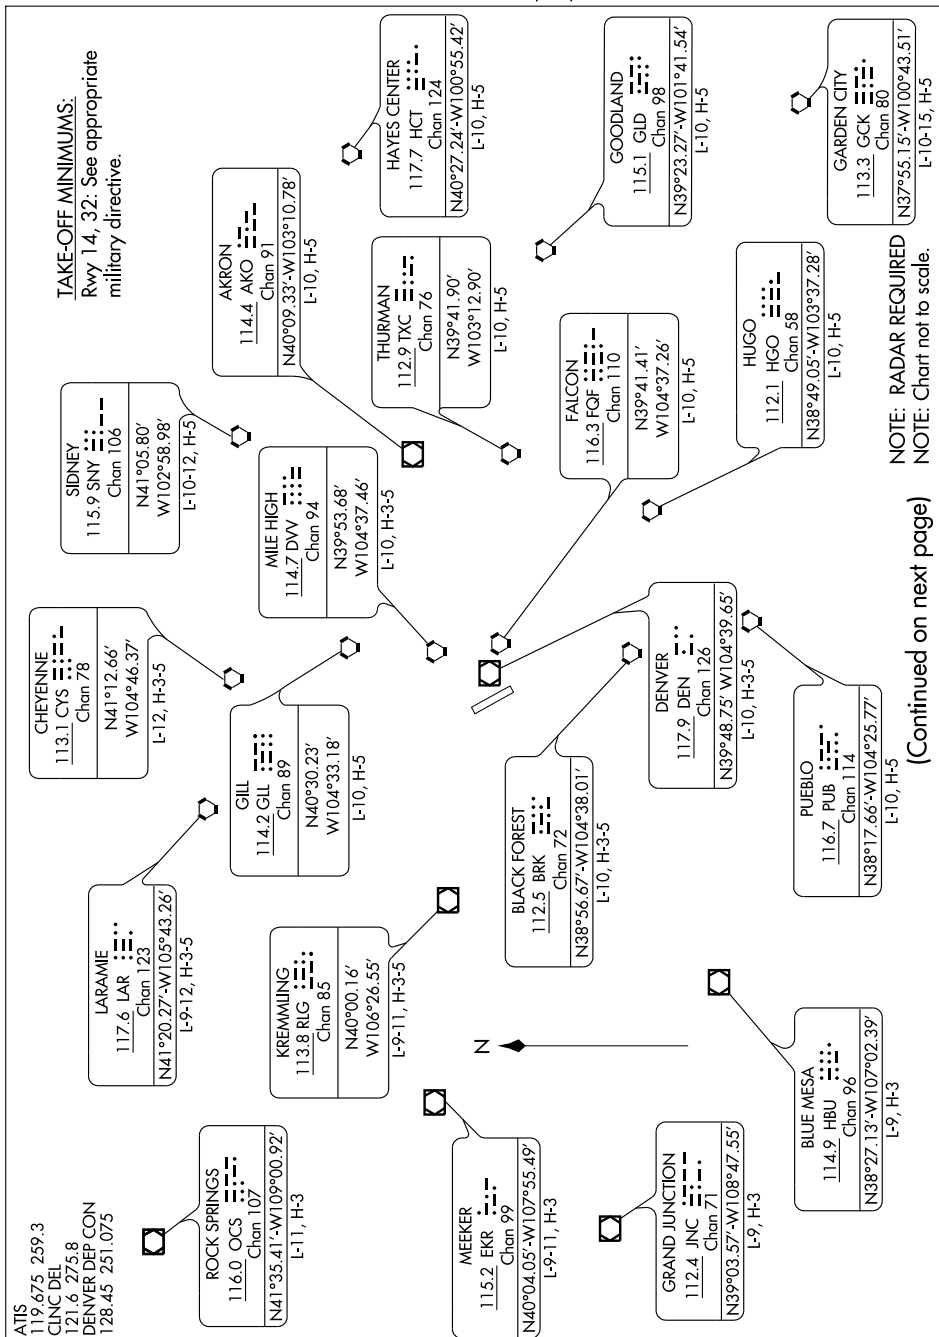 ATIS
119.675 259.3
CLNC DEL
121.6 275.8
DENVER DEP CON
128.45 251.075
TAKE-OFF MINIMUMS:
Rwy 14, 32: See appropriate
military directive.
ROCK SPRINGS
116.0 OCS
Chan 107
N41°35.41'-W109°00.92'
L-11, H-3
LARAMIE
117.6 LAR
Chan 123
N41°20.27'-W105°43.26'
L-9-12, H-3-5
CHEYENNE
113.1 CYS
Chan 78
N41°12.66'
W104°46.37'
L-12, H-3-5
SIDNEY
115.9 SNY
Chan 106
N41°05.80'
W102°58.98'
L-10-12, H-5
AKRON
114.4 AKO
Chan 91
N40°09.33'-W103°10.78'
L-10, H-5
HAYES CENTER
117.7 HCT
Chan 124
N40°27.24'-W100°55.42'
L-10, H-5
GILL
114.2 GLL
Chan 89
N40°30.23'
W104°33.18'
L-10, H-5
MILE HIGH
114.7 DVV
Chan 94
N39°53.68'
W104°37.46'
L-10, H-3-5
KREMMLING
113.8 RLG
Chan 85
N40°00.16'
W106°26.55'
L-9-11, H-3-5
THURMAN
112.9 TXC
Chan 76
N39°41.90'
W103°12.90'
L-10, H-5
MEEKER
115.2 EKR
Chan 99
N40°04.05'-W107°55.49'
L-9-11, H-3
N
BLACK FOREST
112.5 BRK
Chan 72
N38°56.67'-W104°38.01'
L-10, H-3-5
FALCON
116.3 FQF
Chan 110
N39°41.41'
W104°37.26'
L-10, H-5
GOODLAND
115.1 GLD
Chan 98
N39°23.27'-W101°41.54'
L-10, H-5
GRAND JUNCTION
112.4 JNC
Chan 71
N39°03.57'-W108°47.55'
L-9, H-3
DENVER
117.9 DEN
Chan 126
N39°48.75' W104°39.65'
L-10, H-3-5
HUGO
112.1 HGO
Chan 58
N38°49.05'-W103°37.28'
L-10, H-5
BLUE MESA
114.9 HBU
Chan 96
N38°27.13'-W107°02.39'
L-9, H-3
PUEBLO
116.7 PUB
Chan 114
N38°17.66'-W104°25.77'
L-10, H-5
GARDEN CITY
113.3 GCK
Chan 80
N37°55.15'-W100°43.51'
L-10-15, H-5
NOTE: RADAR REQUIRED
NOTE: Chart not to scale.
(Continued on next page)